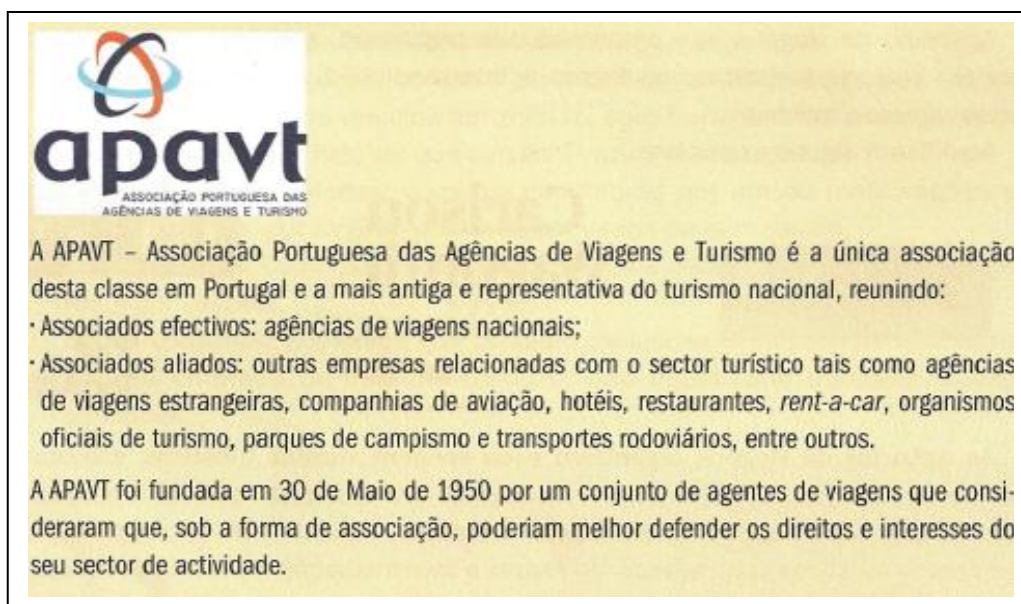 apavt
ASSOCIAÇÃO PORTUGUESA DAS
AGÊNCIAS DE VIAGENS E TURISMO
A APAVT – Associação Portuguesa das Agências de Viagens e Turismo é a única associação
desta classe em Portugal e a mais antiga e representativa do turismo nacional, reunindo:
· Associados efectivos: agências de viagens nacionais;
· Associados aliados: outras empresas relacionadas com o sector turístico tais como agências
de viagens estrangeiras, companhias de aviação, hotéis, restaurantes, rent-a-car, organismos
oficiais de turismo, parques de campismo e transportes rodoviários, entre outros.
A APAVT foi fundada em 30 de Maio de 1950 por um conjunto de agentes de viagens que consi-
deraram que, sob a forma de associação, poderiam melhor defender os direitos e interesses do
seu sector de actividade.